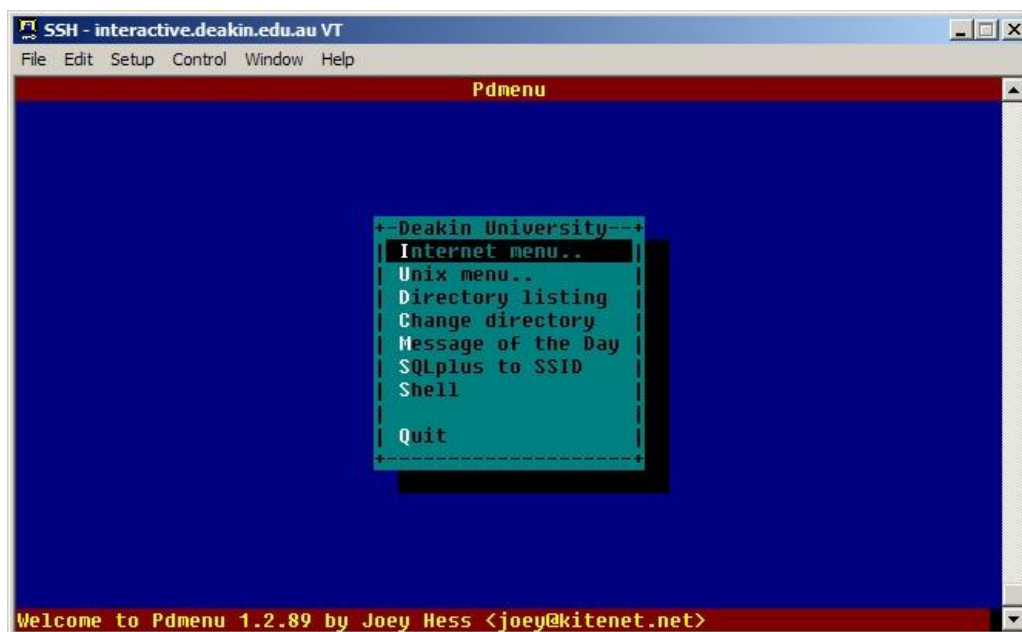 SSH - interactive.deakin.edu.au VT
File Edit Setup Control Window Help
Pdmenu
Deakin University
Internet menu..
Unix menu..
Directory listing
Change directory
Message of the Day
SQLplus to SSID
Shell
Quit
Welcome to Pdmenu 1.2.89 by Joey Hess <joey@kitenet.net>